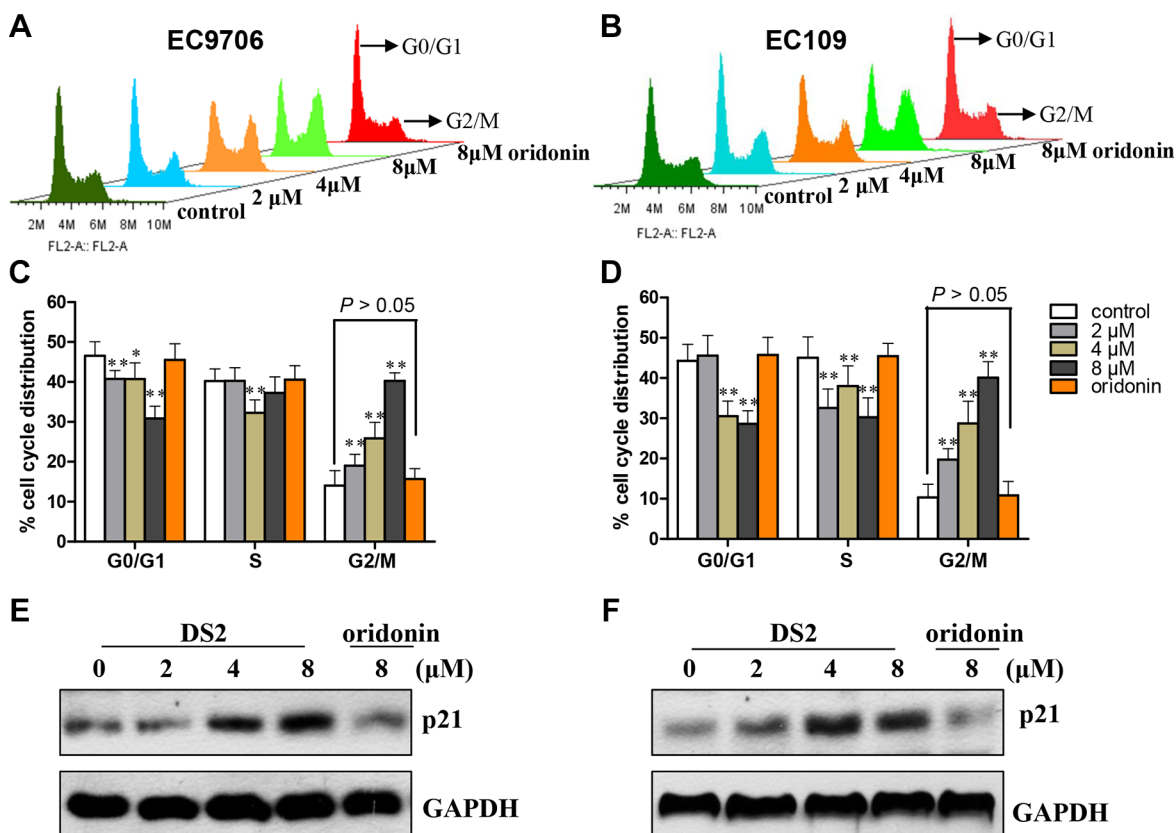 A
EC9706
G0/G1
G2/M
8μM oridonin
8μM
4μM
2 μM
control
2M 4M 6M 8M 10M
FL2-A:: FL2-A
B
EC109
G0/G1
G2/M
8μM oridonin
8μM
4μM
2 μM
control
2M 4M 6M 8M 10M
FL2-A:: FL2-A
C
% cell cycle distribution
60
50
40
30
20
10
0
** * **
**
** ** **
P > 0.05
G0/G1 S G2/M
D
% cell cycle distribution
60
50
40
30
20
10
0
** **
** ** **
** ** **
P > 0.05
G0/G1 S G2/M
control
2 μM
4 μM
8 μM
oridonin
E
DS2 oridonin
0 2 4 8 8 (μM)
p21
GAPDH
F
DS2 oridonin
0 2 4 8 8 (μM)
p21
GAPDH